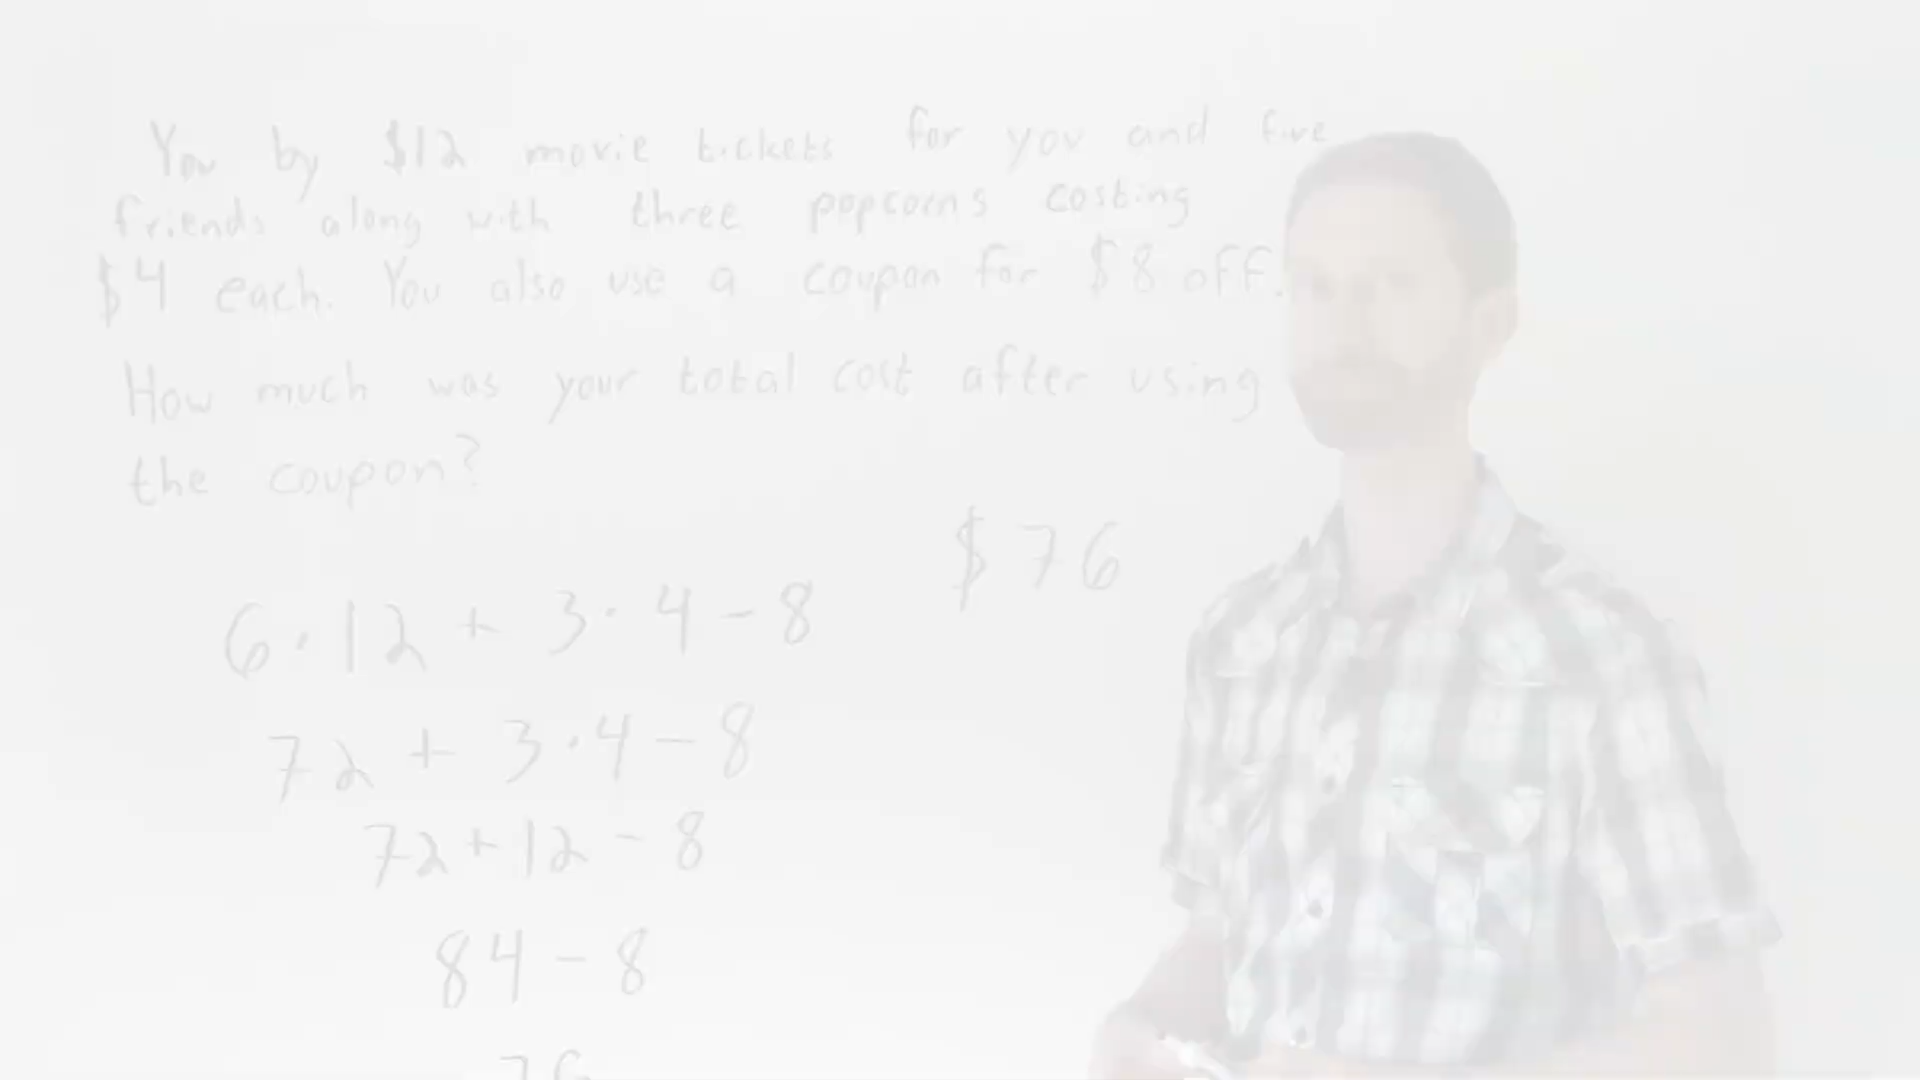 You by $12 movie tickets for you and five
friends along with three popcorns costing
$4 each. You also use a coupon for $8 off.
How much was your total cost after using
the coupon?
$76
6·12 + 3·4 - 8
72 + 3·4 - 8
72 + 12 - 8
84 - 8
76